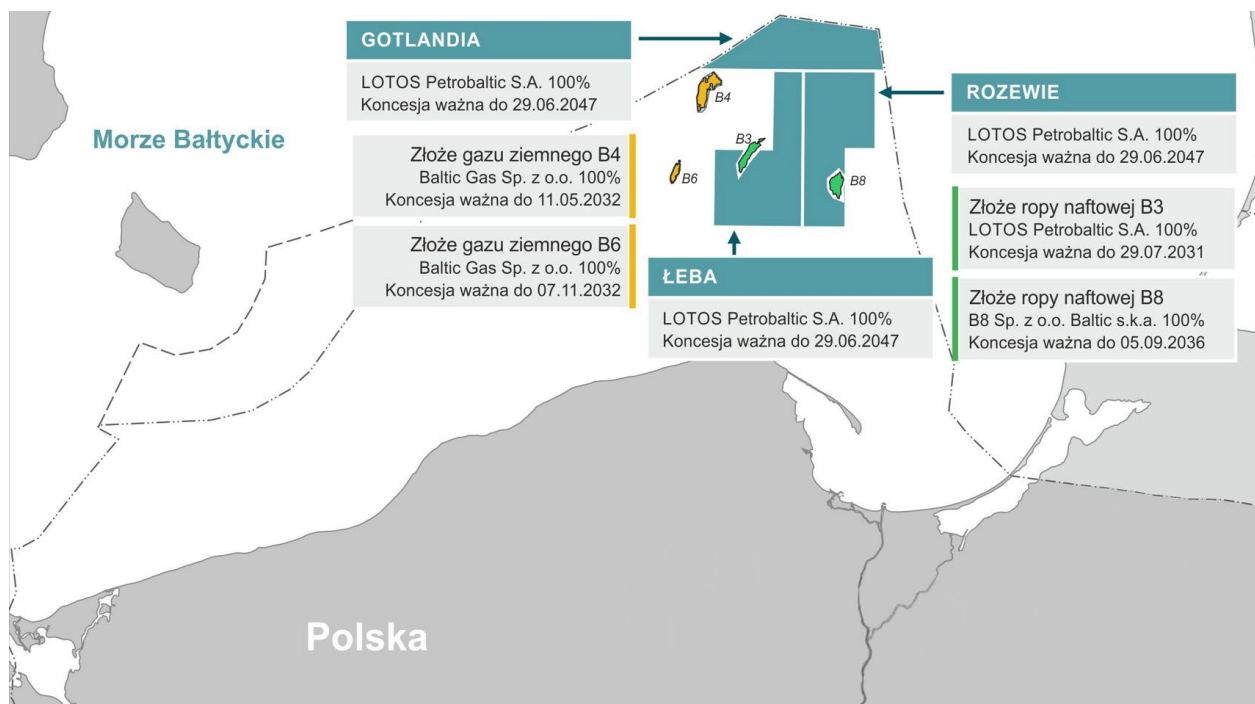 GOTLANDIA
LOTOS Petrobaltic S.A. 100%
Koncesja ważna do 29.06.2047
Morze Bałtyckie
Złoże gazu ziemnego B4
Baltic Gas Sp. z o.o. 100%
Koncesja ważna do 11.05.2032
Złoże gazu ziemnego B6
Baltic Gas Sp. z o.o. 100%
Koncesja ważna do 07.11.2032
B4
B3
B6
B8
ROZEWIE
LOTOS Petrobaltic S.A. 100%
Koncesja ważna do 29.06.2047
Złoże ropy naftowej B3
LOTOS Petrobaltic S.A. 100%
Koncesja ważna do 29.07.2031
Złoże ropy naftowej B8
B8 Sp. z o.o. Baltic s.k.a. 100%
Koncesja ważna do 05.09.2036
ŁEBA
LOTOS Petrobaltic S.A. 100%
Koncesja ważna do 29.06.2047
Polska